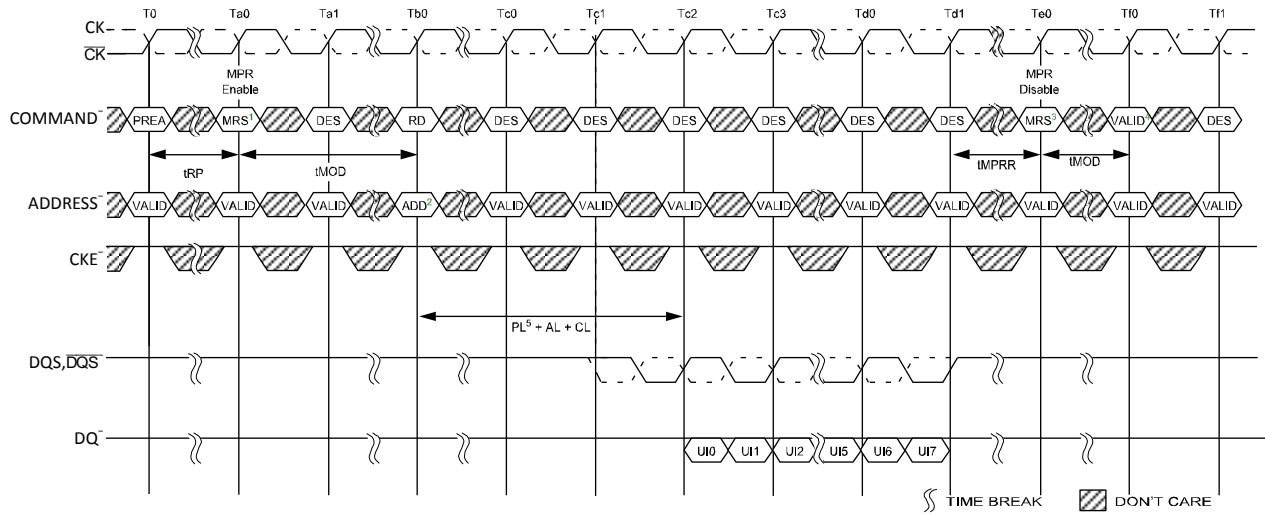 T0 Ta0 Ta1 Tb0 Tc0 Tc1 Tc2 Tc3 Td0 Td1 Te0 Tf0 Tf1
CK
CK
MPR Enable
MPR Disable
COMMAND PREA MRS1 DES RD DES DES DES DES DES DES MRS3 VALID4 DES
tRP tMOD tMPRR tMOD
ADDRESS VALID VALID VALID ADD2 VALID VALID VALID VALID VALID VALID VALID VALID VALID
CKE
PL5 + AL + CL
DQS,DQS
DQ UI0 UI1 UI2 UI5 UI6 UI7
TIME BREAK DON'T CARE